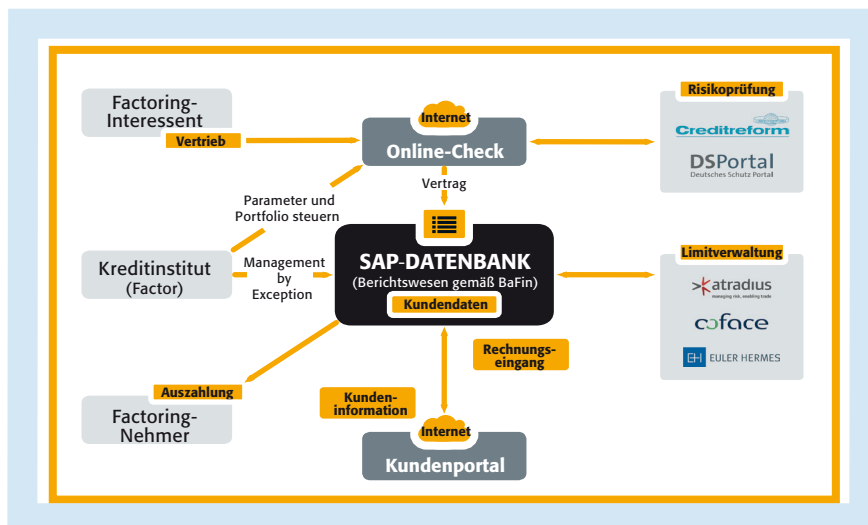 Factoring-
Interessent
Vertrieb
Internet
Online-Check
Risikoprüfung
Creditreform
DSPortal
Deutsches Schutz Portal
Parameter und
Portfolio steuern
Vertrag
Kreditinstitut
(Factor)
Management
by
Exception
SAP-DATENBANK
(Berichtswesen gemäß BaFin)
Kundendaten
Limitverwaltung
atradius
managing risk, enabling trade
coface
EH EULER HERMES
Rechnungs-
eingang
Auszahlung
Factoring-
Nehmer
Kunden-
information
Internet
Kundenportal